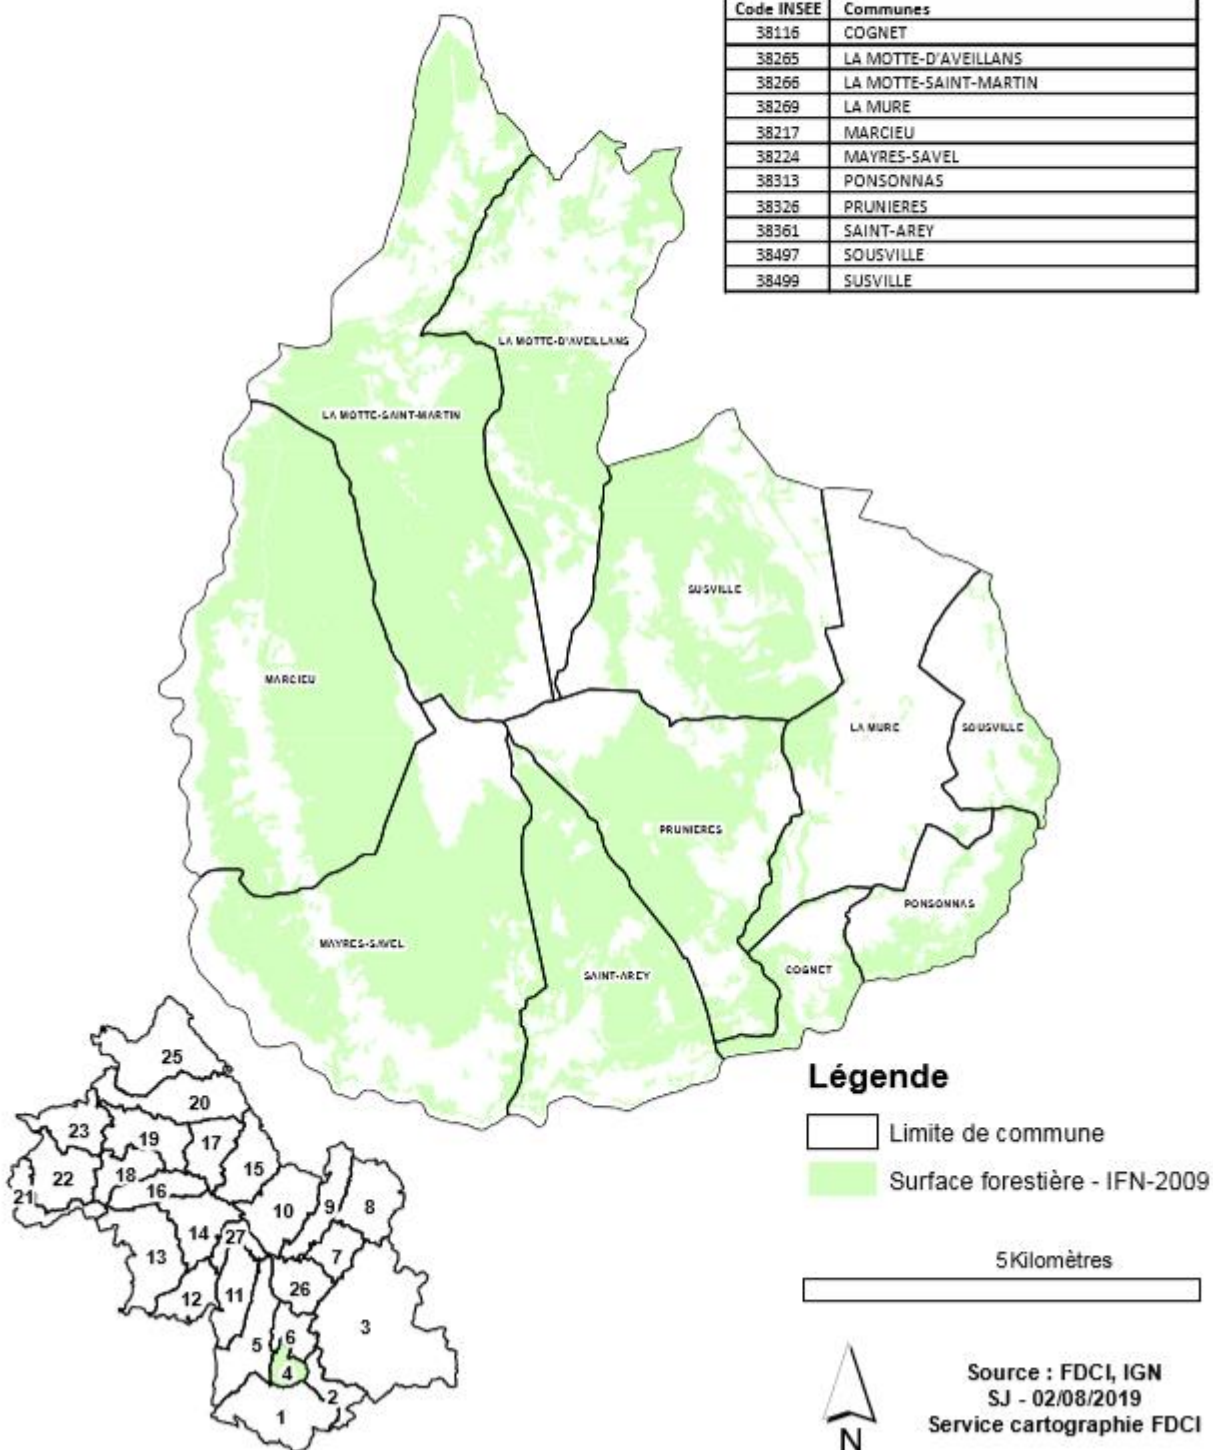 Code INSEE Communes
38116 COGNET
38265 LA MOTTE-D'AVEILLANS
38266 LA MOTTE-SAINT-MARTIN
38269 LA MURE
38217 MARCIEU
38224 MAYRES-SAVEL
38313 PONSONNAS
38326 PRUNIERES
38361 SAINT-AREY
38497 SOUSVILLE
38499 SUSVILLE
LA MOTTE-D'AVEILLANS
LA MOTTE-SAINT-MARTIN
SUSVILLE
MARCIEU
LA MURE
SOUSVILLE
PRUNIERES
PONSONNAS
MAYRES-SAVEL
SAINT-AREY
COGNET
25
20
23
19
17
22
18
15
21
16
10
9
8
14
27
13
7
12
11
26
3
5
6
4
2
1
Légende
Limite de commune
Surface forestière - IFN-2009
5Kilomètres
N
Source : FDCI, IGN
SJ - 02/08/2019
Service cartographie FDCI